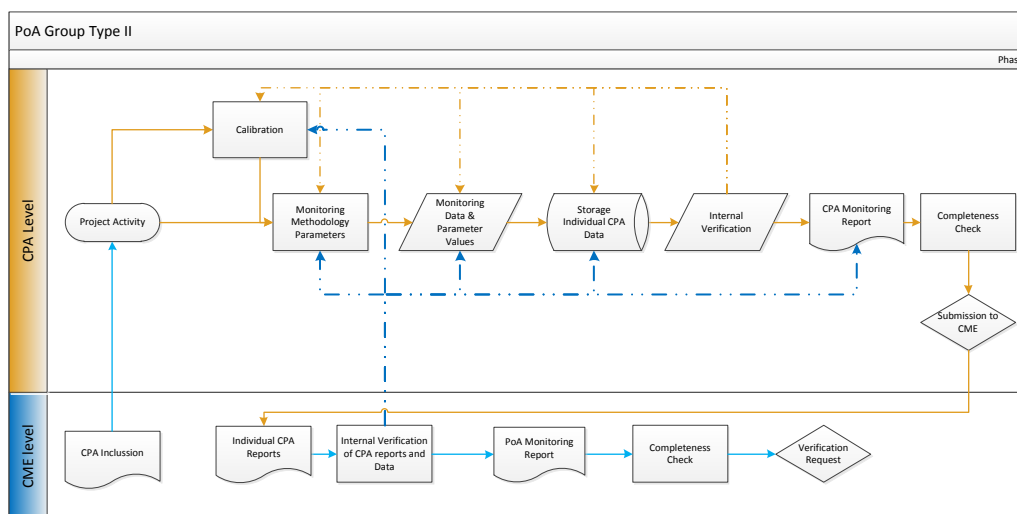 PoA Group Type II
Phas
CPA Level
Calibration
Project Activity
Monitoring
Methodology
Parameters
Monitoring
Data &
Parameter
Values
Storage
Individual CPA
Data
Internal
Verification
CPA Monitoring
Report
Completeness
Check
Submission to
CME
CME level
CPA Inclussion
Individual CPA
Reports
Internal Verification
of CPA reports and
Data
PoA Monitoring
Report
Completeness
Check
Verification
Request